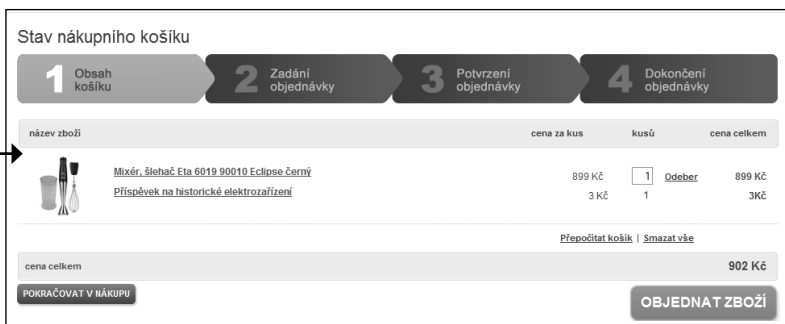 Stav nákupního košíku
1 Obsah košíku
2 Zadání objednávky
3 Potvrzení objednávky
4 Dokončení objednávky
název zboží cena za kus kusů cena celkem
Mixér, šlehač Eta 6019 90010 Eclipse černý 899 Kč 1 Odeber 899 Kč
Příspěvek na historické elektrozařízení 3 Kč 1 3Kč
Přepočítat košík | Smazat vše
cena celkem 902 Kč
POKRAČOVAT V NÁKUPU OBJEDNAT ZBOŽÍ